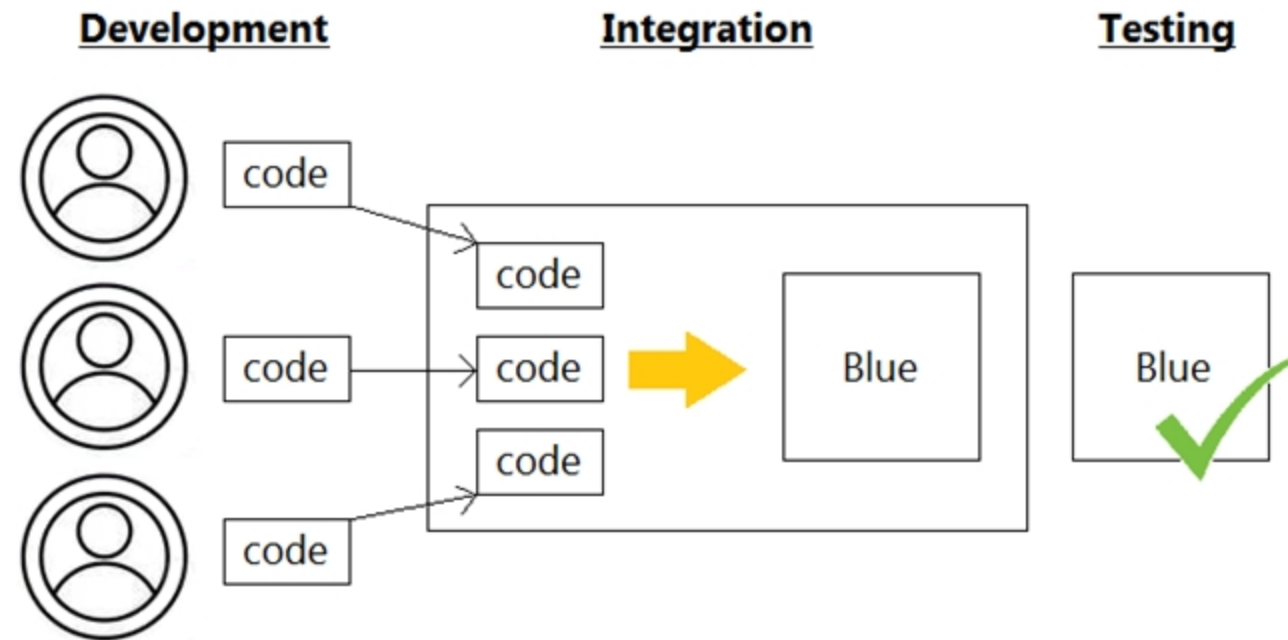 Development
Integration
Testing
code
code
code
code
code
code
Blue
Blue